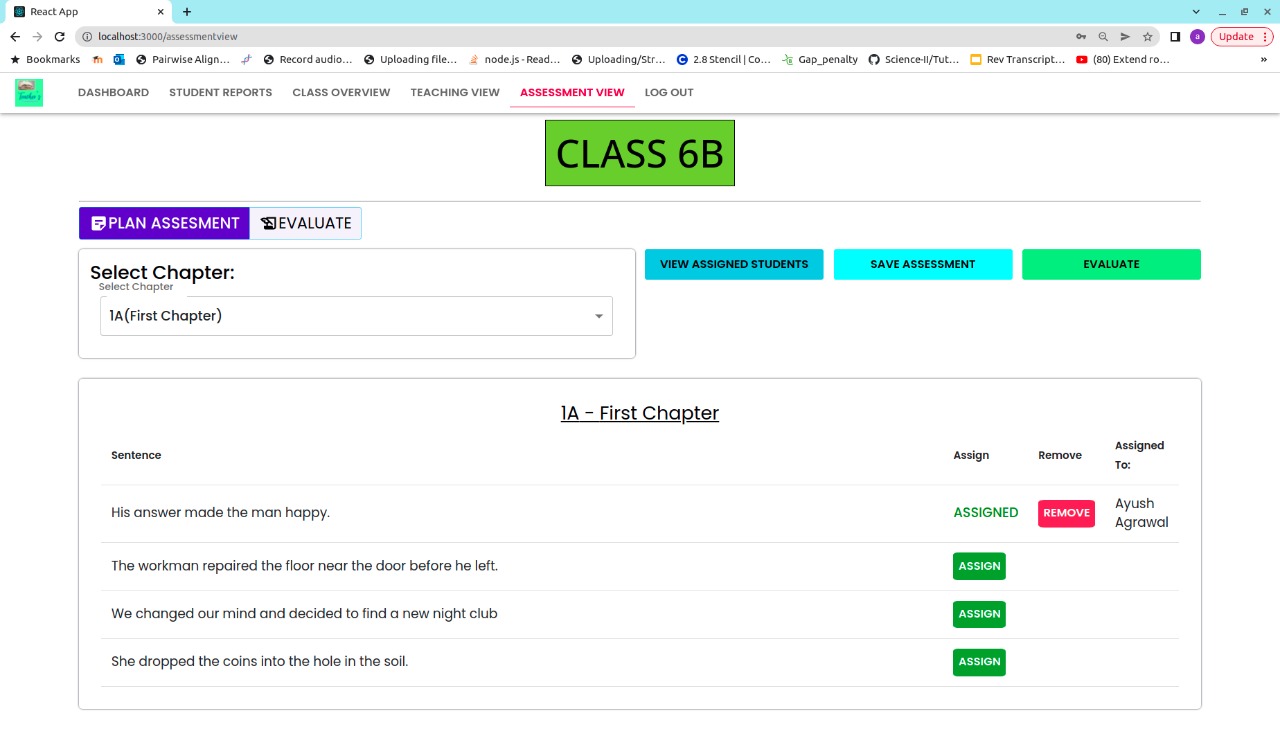 React App
localhost:3000/assessmentview
a
Update
Bookmarks
Pairwise Align...
Record audio...
Uploading file...
node.js - Read...
Uploading/Str...
2.8 Stencil | Co...
Gap_penalty
Science-II/Tut...
Rev Transcript...
(80) Extend ro...
»
DASHBOARD
STUDENT REPORTS
CLASS OVERVIEW
TEACHING VIEW
ASSESSMENT VIEW
LOG OUT
CLASS 6B
PLAN ASSESMENT
EVALUATE
Select Chapter:
Select Chapter
1A(First Chapter)
VIEW ASSIGNED STUDENTS
SAVE ASSESSMENT
EVALUATE
1A - First Chapter
Sentence
Assign
Remove
Assigned
To:
His answer made the man happy.
ASSIGNED
REMOVE
Ayush
Agrawal
The workman repaired the floor near the door before he left.
ASSIGN
We changed our mind and decided to find a new night club
ASSIGN
She dropped the coins into the hole in the soil.
ASSIGN